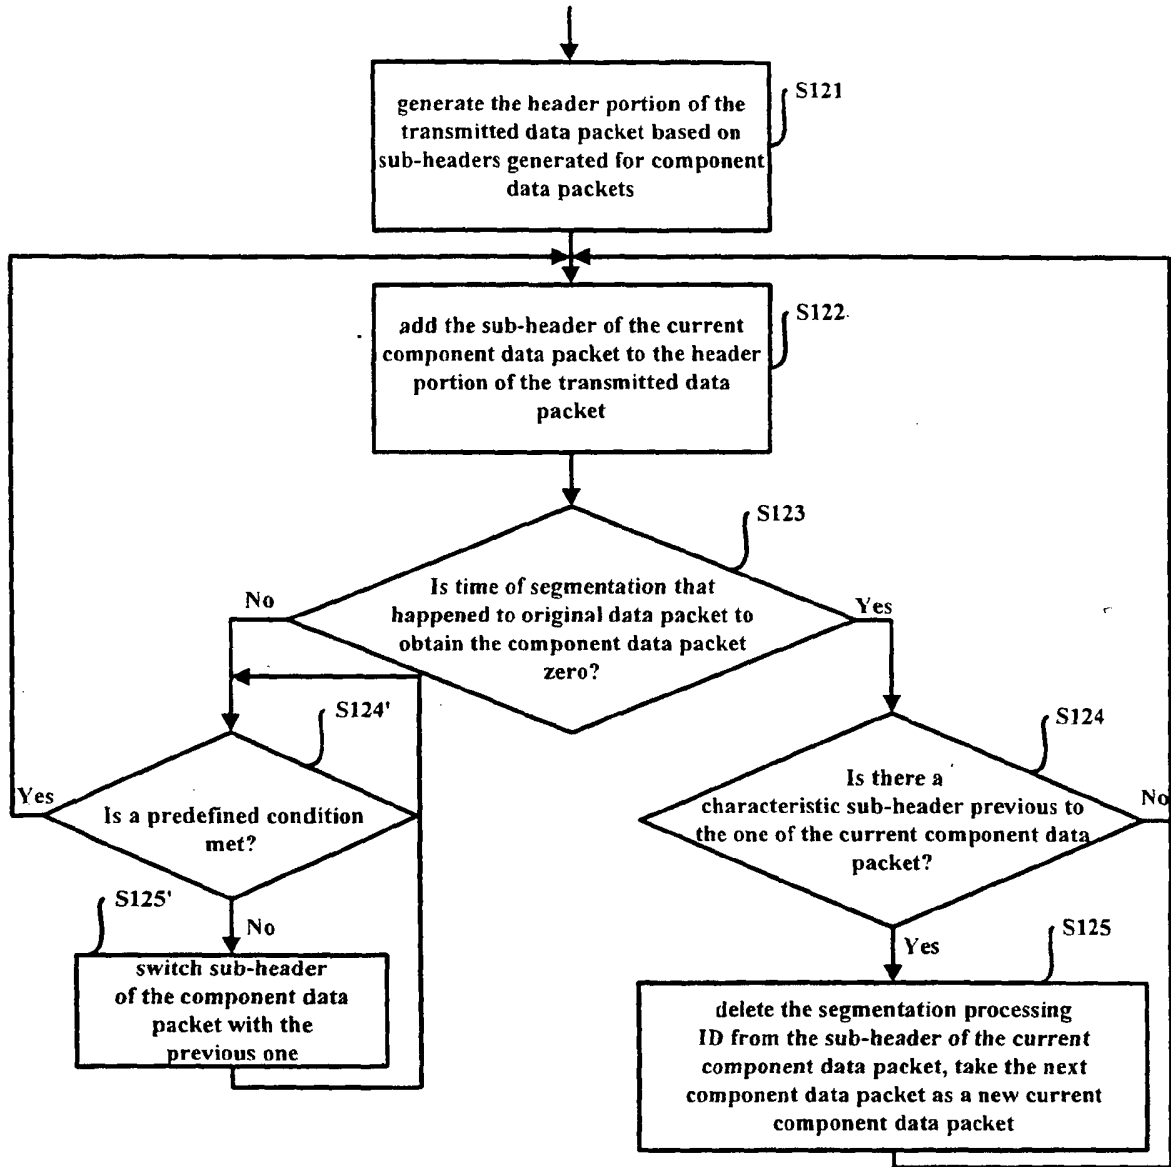 generate the header portion of the
transmitted data packet based on
sub-headers generated for component
data packets
S121
add the sub-header of the current
component data packet to the header
portion of the transmitted data
packet
S122
S123
Is time of segmentation that
happened to original data packet to
obtain the component data packet
zero?
No
Yes
S124'
Is a predefined condition
met?
Yes
No
S124
Is there a
characteristic sub-header previous to
the one of the current component data
packet?
No
Yes
S125'
switch sub-header
of the component data
packet with the
previous one
S125
delete the segmentation processing
ID from the sub-header of the current
component data packet, take the next
component data packet as a new current
component data packet